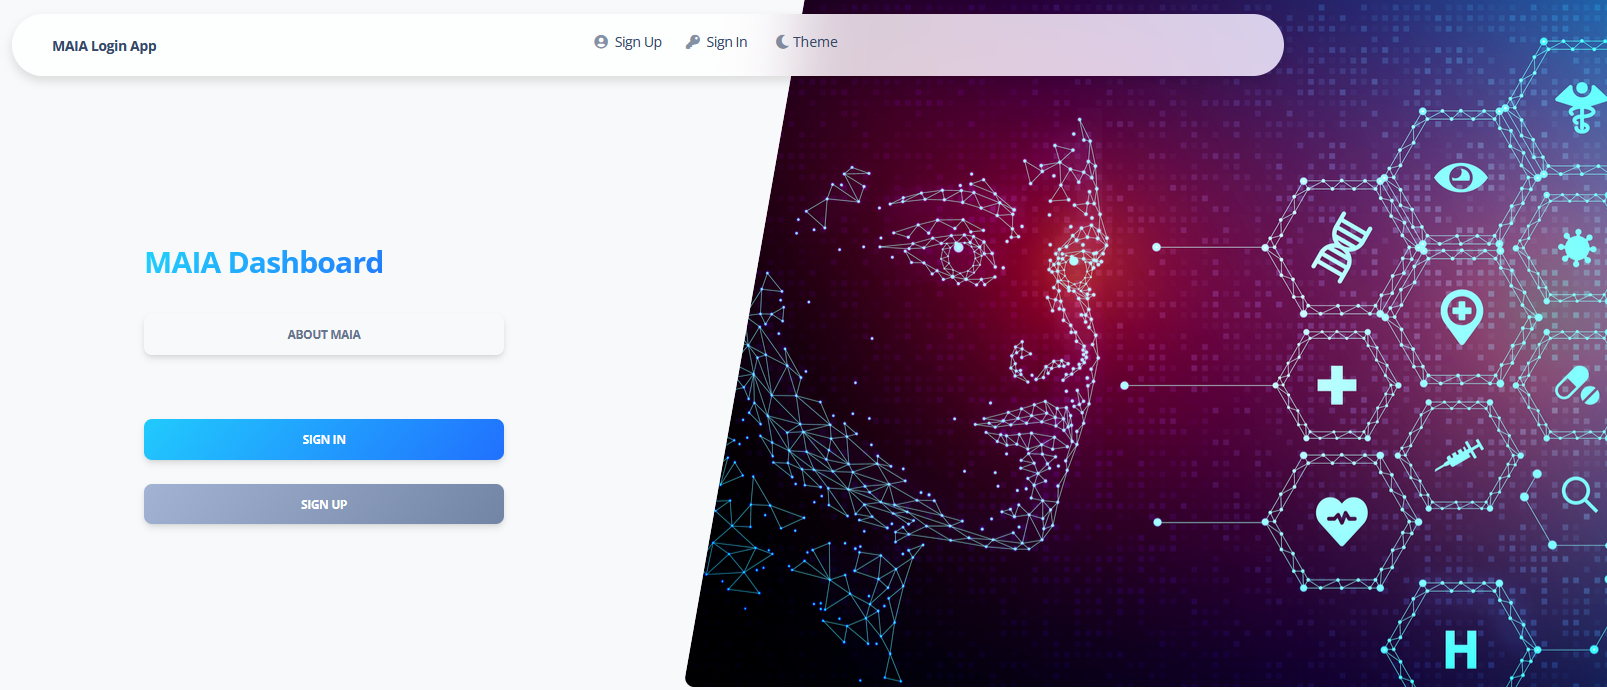 MAIA Login App
Sign Up
Sign In
Theme
MAIA Dashboard
ABOUT MAIA
SIGN IN
SIGN UP
H